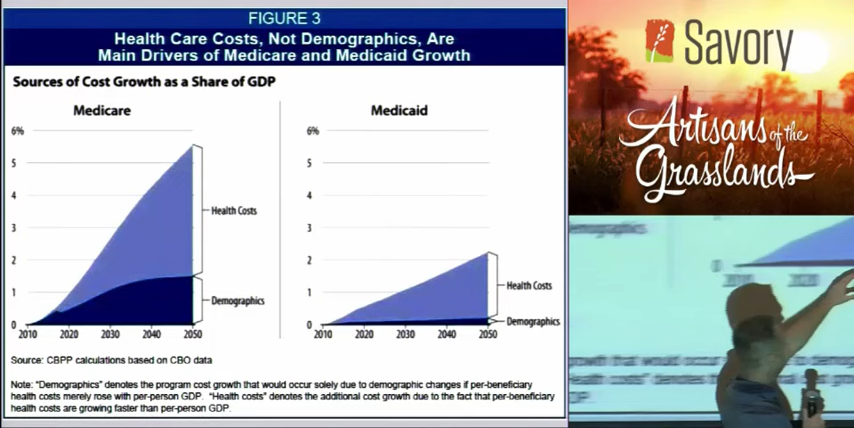 FIGURE 3
Health Care Costs, Not Demographics, Are
Main Drivers of Medicare and Medicaid Growth
Sources of Cost Growth as a Share of GDP
Medicare
6%
5
4
3
2
1
0
2010 2020 2030 2040 2050
Health Costs
Demographics
Medicaid
6%
5
4
3
2
1
0
2010 2020 2030 2040 2050
Health Costs
Demographics
Source: CBPP calculations based on CBO data
Note: “Demographics” denotes the program cost growth that would occur solely due to demographic changes if per-beneficiary
health costs merely rose with per-person GDP. “Health costs” denotes the additional cost growth due to the fact that per-beneficiary
health costs are growing faster than per-person GDP.
Savory
Artisans of the
Grasslands
0
2010 2020